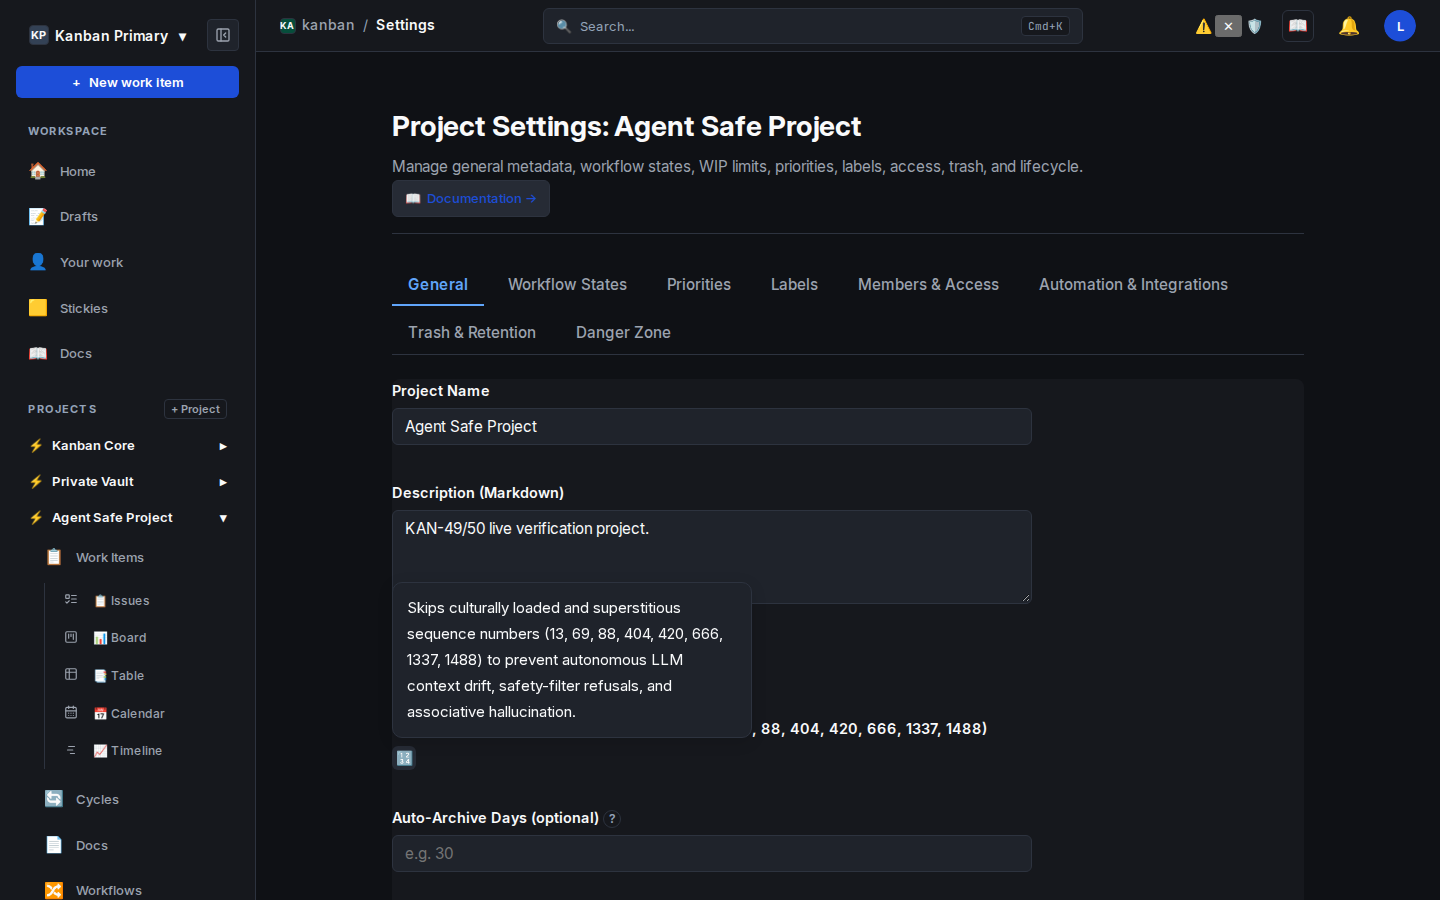 KP Kanban Primary ▼
+ New work item
WORKSPACE
Home
Drafts
Your work
Stickies
Docs
PROJECTS
+ Project
Kanban Core
Private Vault
Agent Safe Project
Work Items
Issues
Board
Table
Calendar
Timeline
Cycles
Docs
Workflows
KA kanban / Settings
Search...
Cmd+K
L
Project Settings: Agent Safe Project
Manage general metadata, workflow states, WIP limits, priorities, labels, access, trash, and lifecycle.
Documentation →
General
Workflow States
Priorities
Labels
Members & Access
Automation & Integrations
Trash & Retention
Danger Zone
Project Name
Agent Safe Project
Description (Markdown)
KAN-49/50 live verification project.
Skips culturally loaded and superstitious
sequence numbers (13, 69, 88, 404, 420, 666,
1337, 1488) to prevent autonomous LLM
context drift, safety-filter refusals, and
associative hallucination.
, 88, 404, 420, 666, 1337, 1488)
Auto-Archive Days (optional) ?
e.g. 30